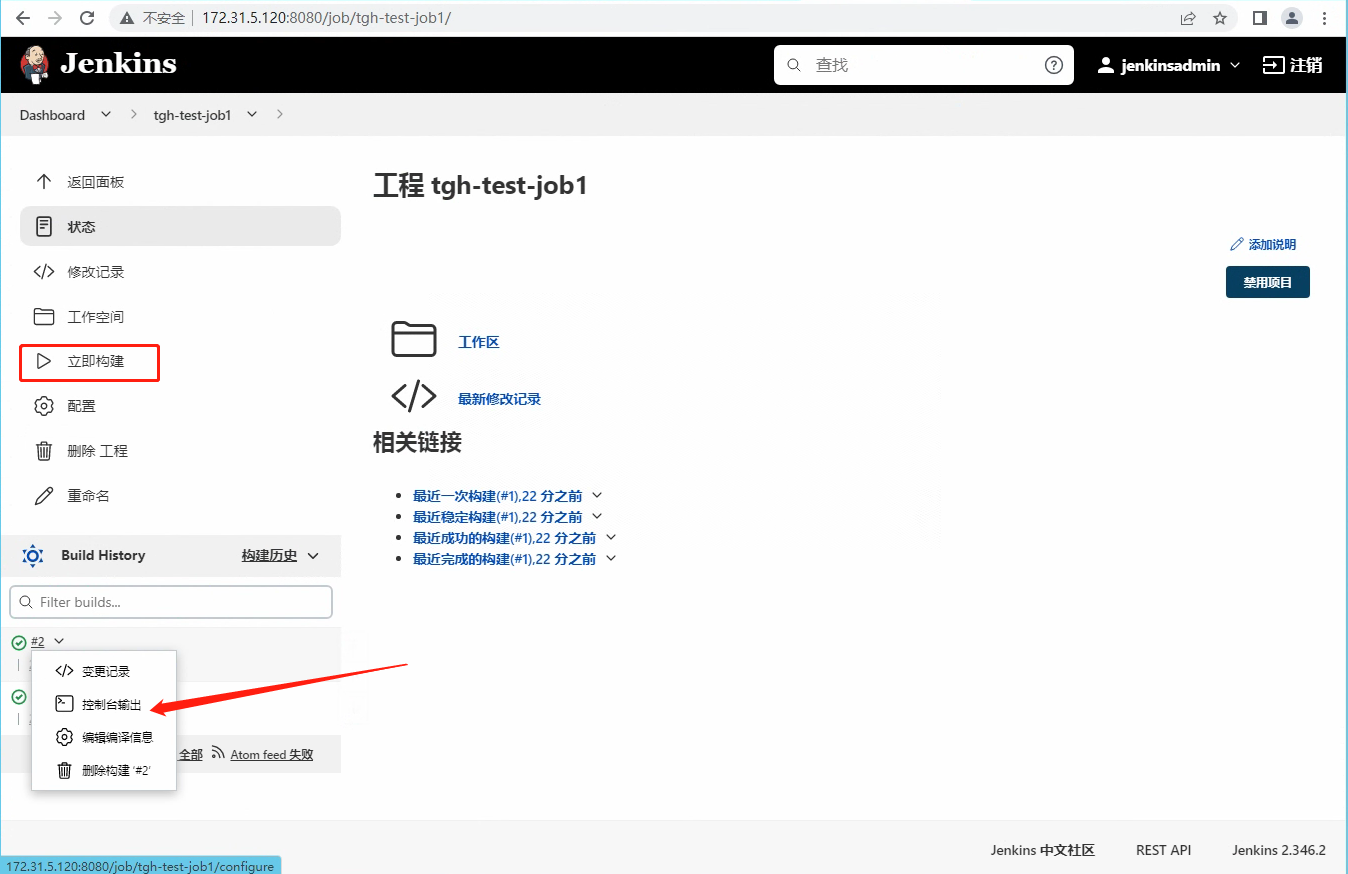 不安全 172.31.5.120:8080/job/tgh-test-job1/
Jenkins
查找
jenkinsadmin
注销
Dashboard
tgh-test-job1
返回面板
状态
修改记录
工作空间
立即构建
配置
删除 工程
重命名
工程 tgh-test-job1
添加说明
禁用项目
工作区
最新修改记录
相关链接
最近一次构建(#1),22 分之前
最近稳定构建(#1),22 分之前
最近成功的构建(#1),22 分之前
最近完成的构建(#1),22 分之前
Build History
构建历史
Filter builds...
#2
变更记录
控制台输出
编辑编译信息
删除构建 '#2'
全部
Atom feed 失败
Jenkins 中文社区
REST API
Jenkins 2.346.2
172.31.5.120:8080/job/tgh-test-job1/configure